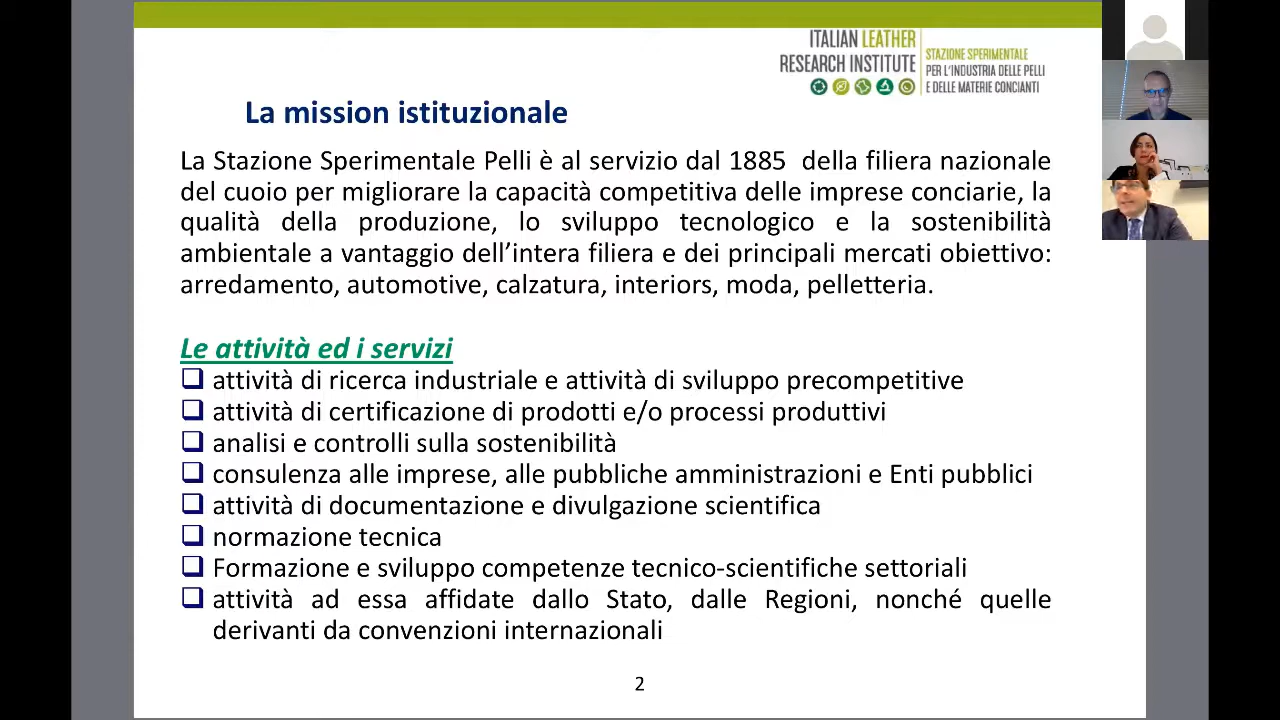 ITALIAN LEATHER
RESEARCH INSTITUTE
STAZIONE SPERIMENTALE
PER L'INDUSTRIA DELLE PELLI
E DELLE MATERIE CONCIANTI
La mission istituzionale
La Stazione Sperimentale Pelli è al servizio dal 1885 della filiera nazionale
del cuoio per migliorare la capacità competitiva delle imprese conciarie, la
qualità della produzione, lo sviluppo tecnologico e la sostenibilità
ambientale a vantaggio dell’intera filiera e dei principali mercati obiettivo:
arredamento, automotive, calzatura, interiors, moda, pelletteria.
Le attività ed i servizi
❑ attività di ricerca industriale e attività di sviluppo precompetitive
❑ attività di certificazione di prodotti e/o processi produttivi
❑ analisi e controlli sulla sostenibilità
❑ consulenza alle imprese, alle pubbliche amministrazioni e Enti pubblici
❑ attività di documentazione e divulgazione scientifica
❑ normazione tecnica
❑ Formazione e sviluppo competenze tecnico-scientifiche settoriali
❑ attività ad essa affidate dallo Stato, dalle Regioni, nonché quelle
derivanti da convenzioni internazionali
2